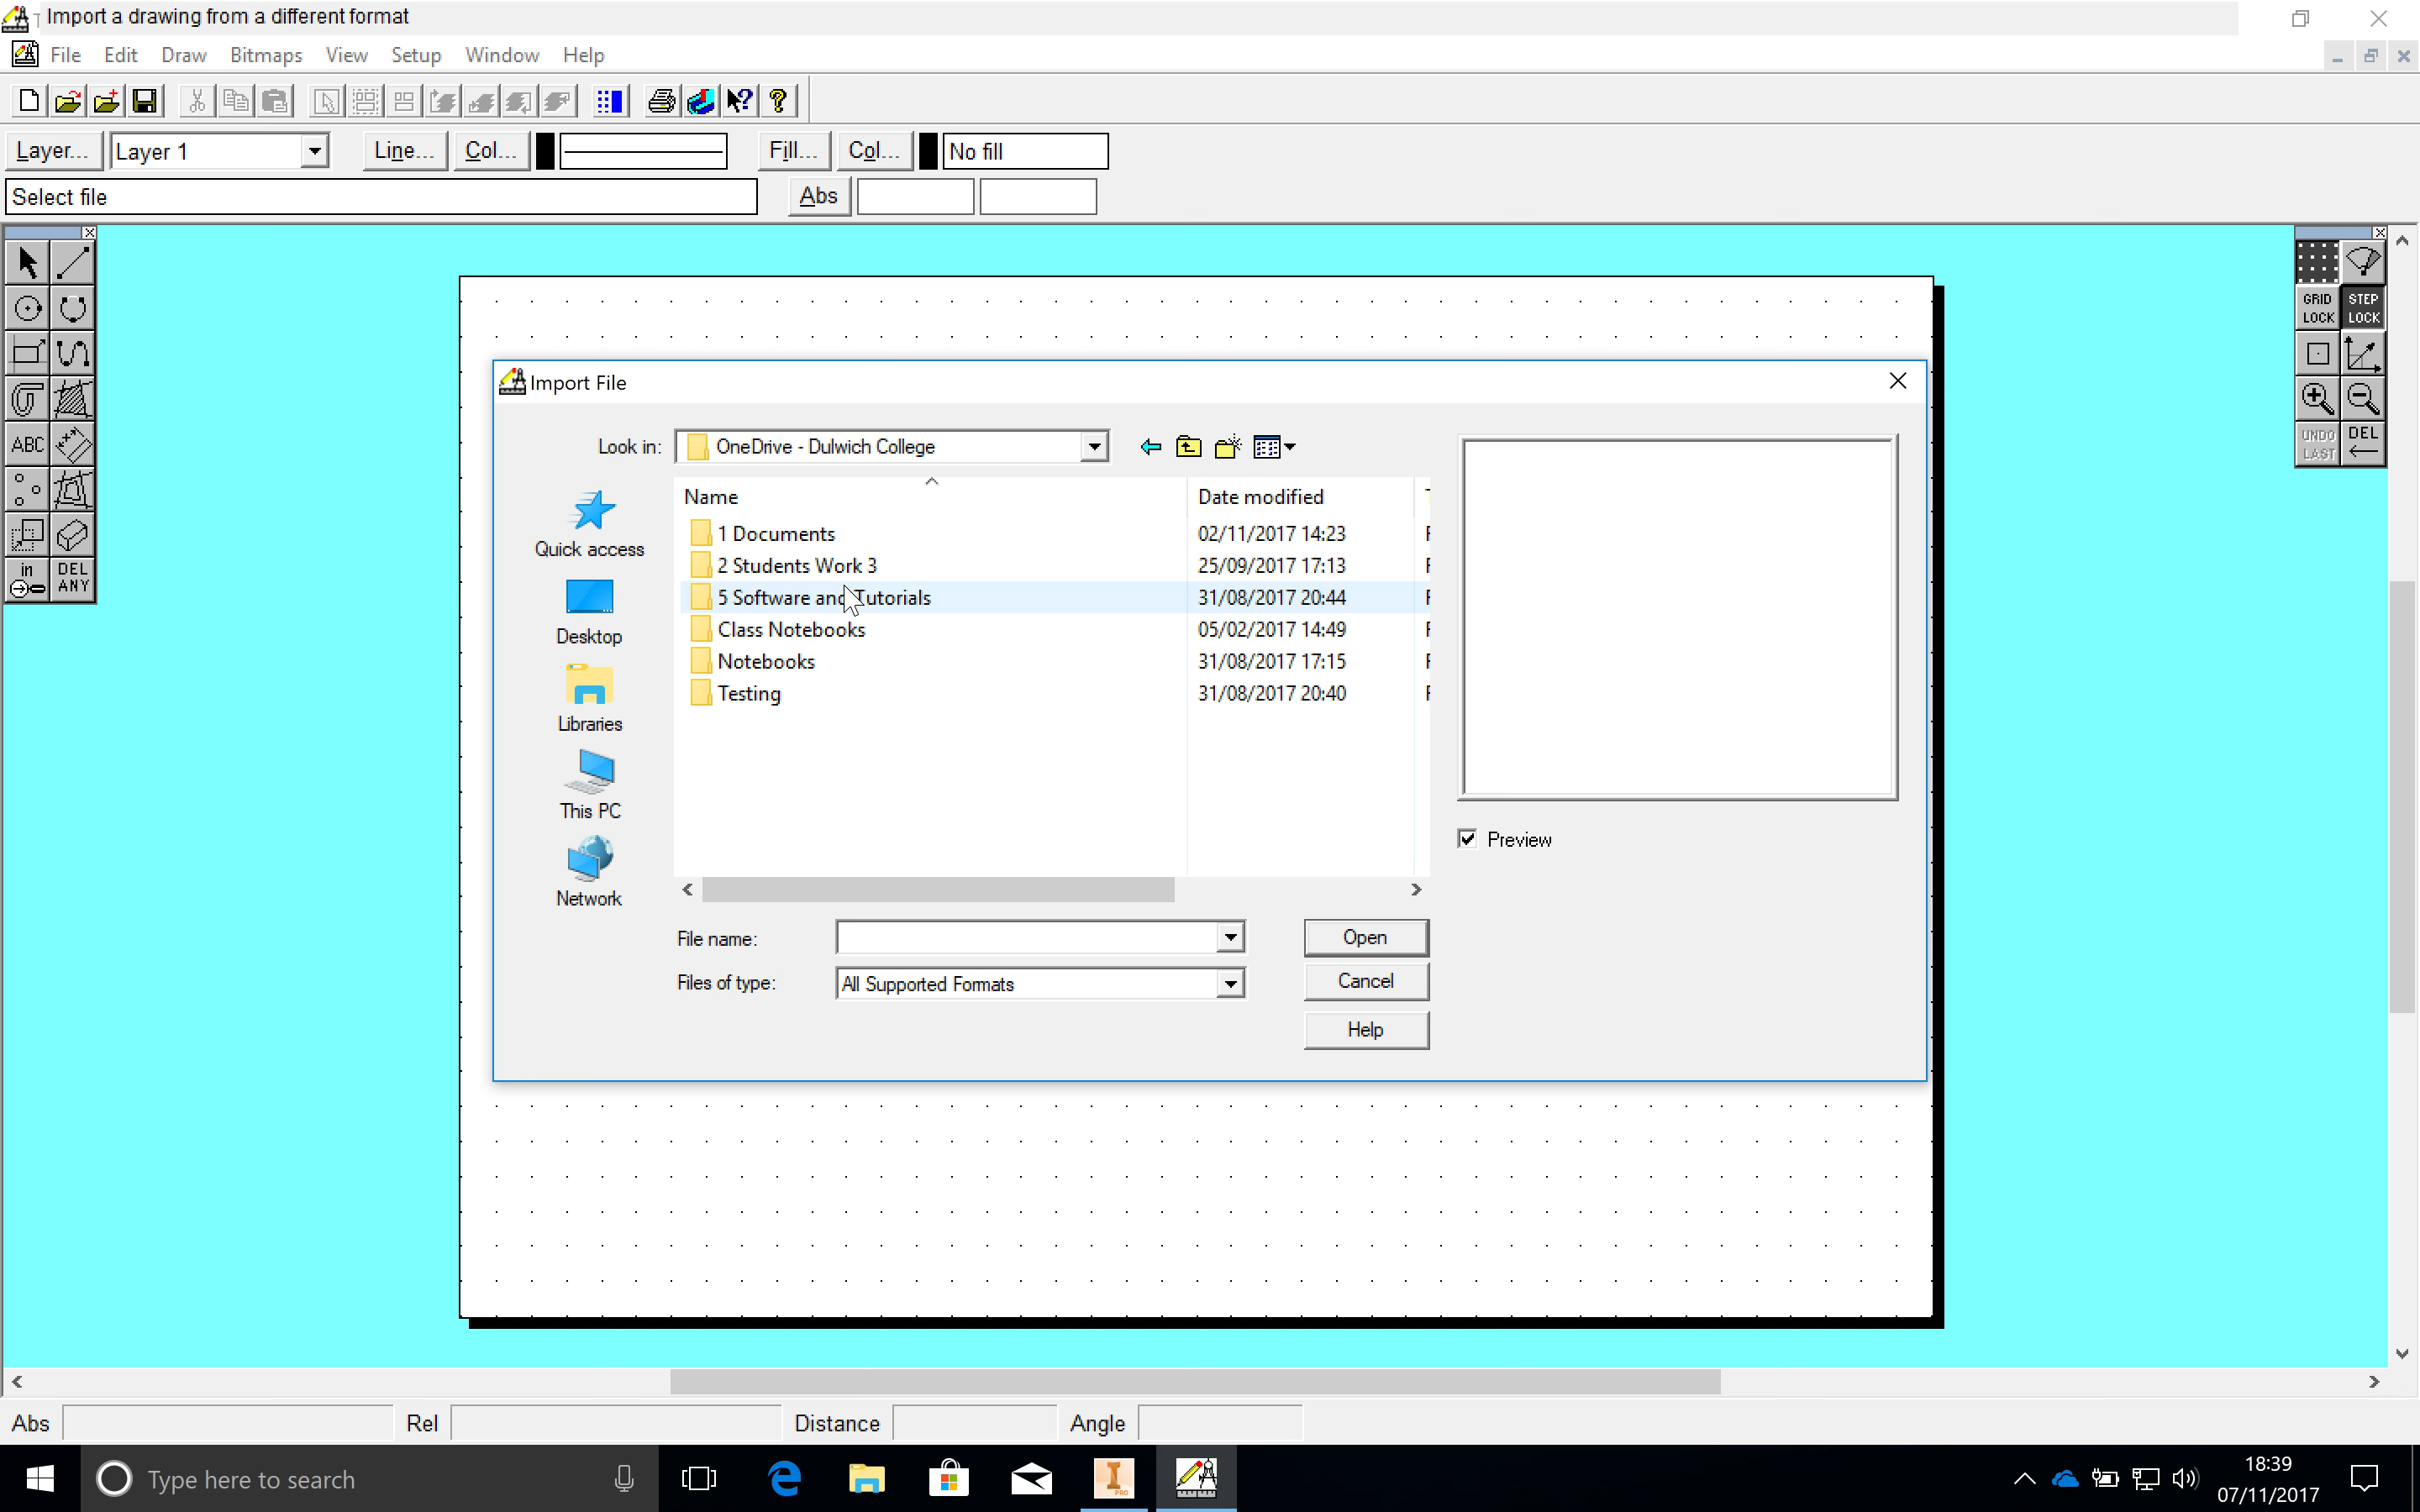 Import a drawing from a different format
File Edit Draw Bitmaps View Setup Window Help
Layer... Layer 1 Line... Col... Fill... Col... No fill
Select file Abs
GRID LOCK STEP LOCK
UNDO LAST DEL
ABC
in DEL ANY
Import File
Look in: OneDrive - Dulwich College
Name Date modified
1 Documents 02/11/2017 14:23
2 Students Work 3 25/09/2017 17:13
5 Software and Tutorials 31/08/2017 20:44
Class Notebooks 05/02/2017 14:49
Notebooks 31/08/2017 17:15
Testing 31/08/2017 20:40
Quick access
Desktop
Libraries
This PC
Network
Preview
File name: Open
Files of type: All Supported Formats Cancel
Help
Abs Rel Distance Angle
Type here to search
I PRO
18:39
07/11/2017